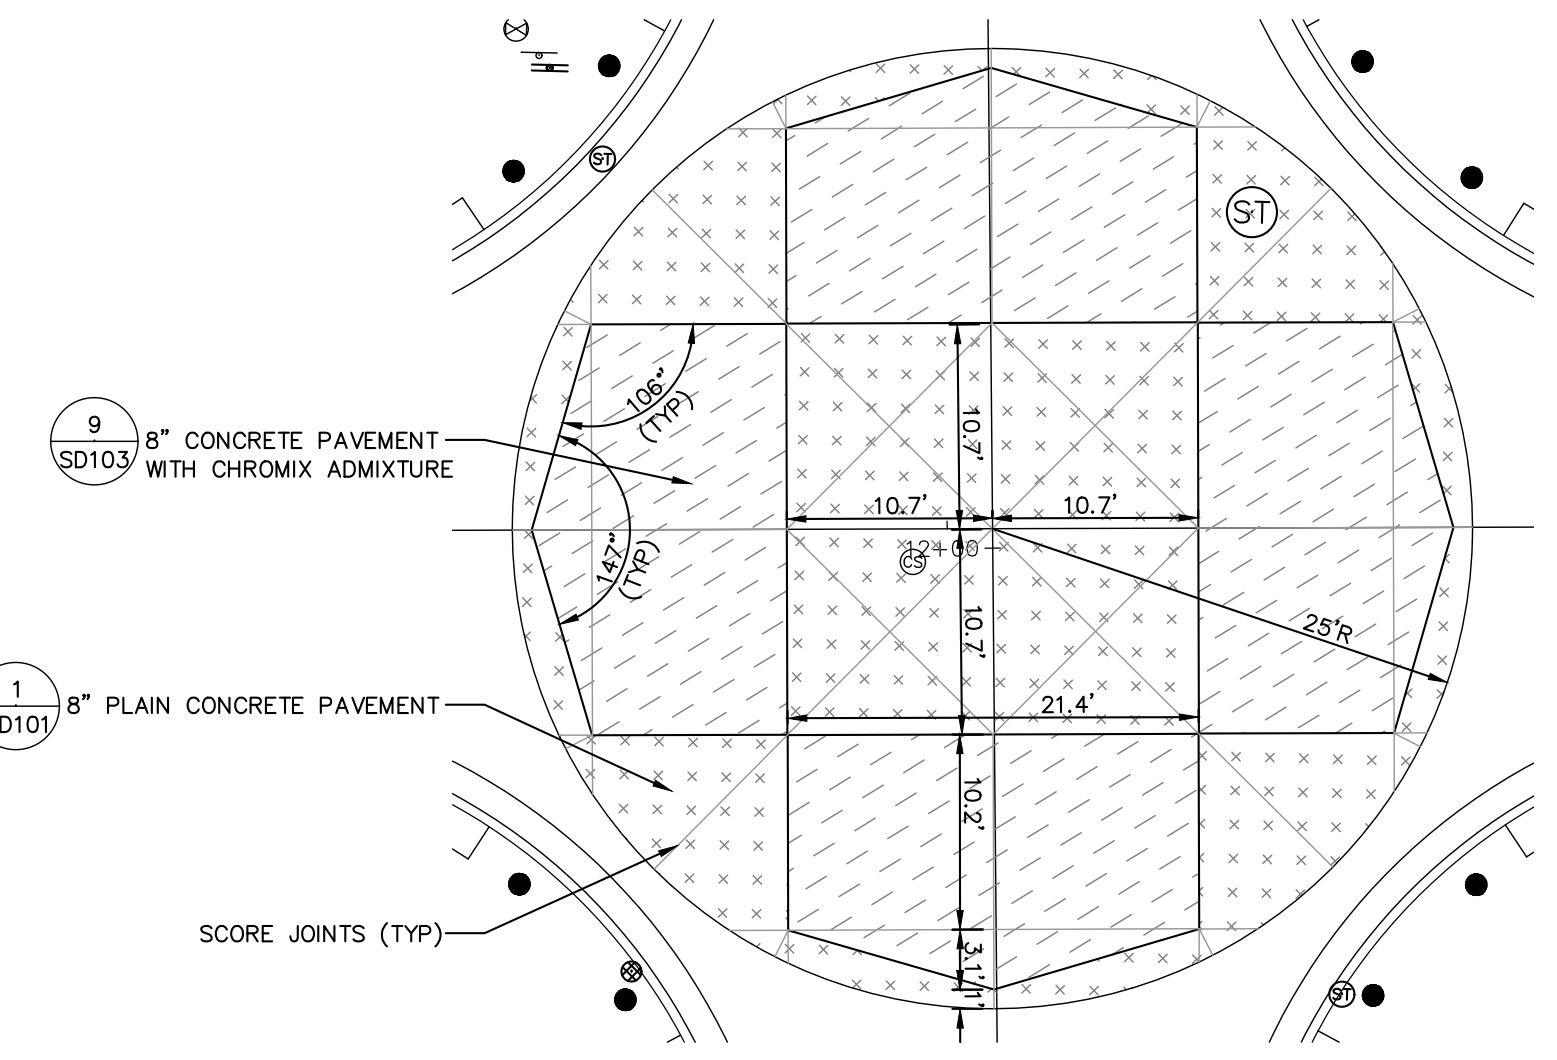 ST
ST
106°
(TYP)
9
SD103
8" CONCRETE PAVEMENT
WITH CHROMIX ADMIXTURE
10.7'
10.7'
10.7'
12+00
CS
147°
(TYP)
10.7'
25'R
1
D101
8" PLAIN CONCRETE PAVEMENT
21.4'
10.2'
SCORE JOINTS (TYP)
3.1'
1'
ST